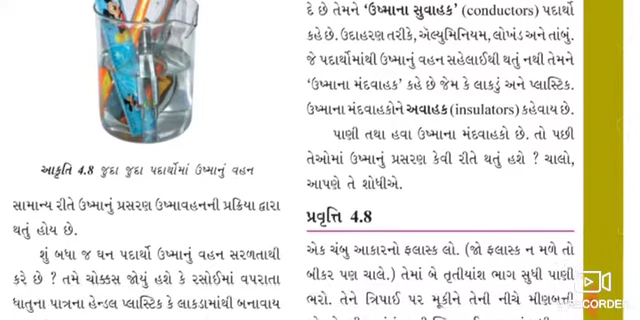 આકૃતિ 4.8 જુદા જુદા પદાર્થોમાં ઉષ્માનું વહન
સામાન્ય રીતે ઉષ્માનું પ્રસરણ ઉષ્માવહનની પ્રક્રિયા દ્વારા
થતું હોય છે.
શું બધા જ ઘન પદાર્થો ઉષ્માનું વહન સરળતાથી
કરે છે ? તમે ચોક્કસ જોયું હશે કે રસોઈમાં વપરાતા
ધાતુના પાત્રના હેન્ડલ પ્લાસ્ટિક કે લાકડામાંથી બનાવાય
દે છે તેમને 'ઉષ્માના સુવાહક' (conductors) પદાર્થો
કહે છે. ઉદાહરણ તરીકે, એલ્યુમિનિયમ, લોખંડ અને તાંબું.
જે પદાર્થોમાંથી ઉષ્માનું વહન સહેલાઈથી થતું નથી તેમને
'ઉષ્માના મંદવાહક' કહે છે જેમ કે લાકડું અને પ્લાસ્ટિક.
ઉષ્માના મંદવાહકોને અવાહક (insulators) કહેવાય છે.
પાણી તથા હવા ઉષ્માના મંદવાહકો છે. તો પછી
તેઓમાં ઉષ્માનું પ્રસરણ કેવી રીતે થતું હશે ? ચાલો,
આપણે તે શોધીએ.
પ્રવૃત્તિ 4.8
એક ચંબુ આકારનો ફ્લાસ્ક લો. (જો ફ્લાસ્ક ન મળે તો
બીકર પણ ચાલે.) તેમાં બે તૃતીયાંશ ભાગ સુધી પાણી
ભરો. તેને ત્રિપાઈ પર મૂકીને તેની નીચે મીણબત્તી
RECORDER